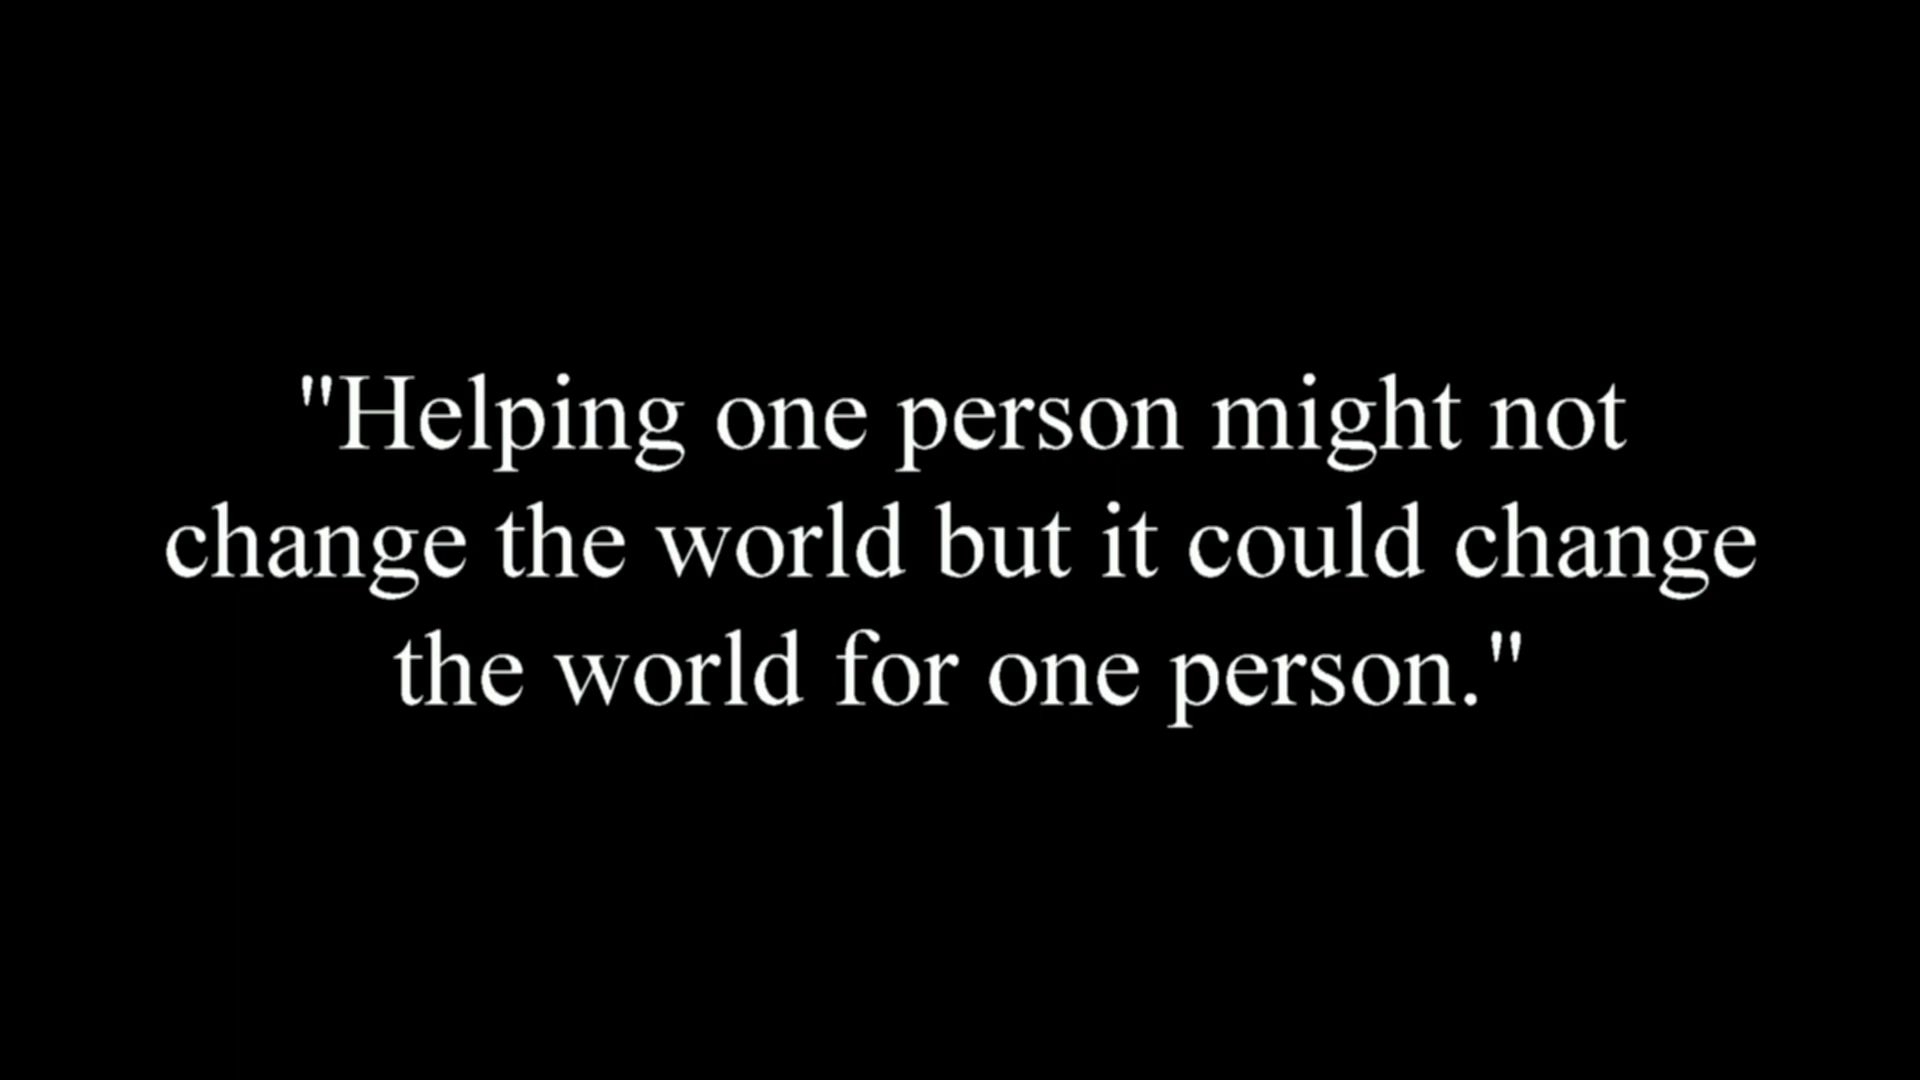 "Helping one person might not
change the world but it could change
the world for one person."